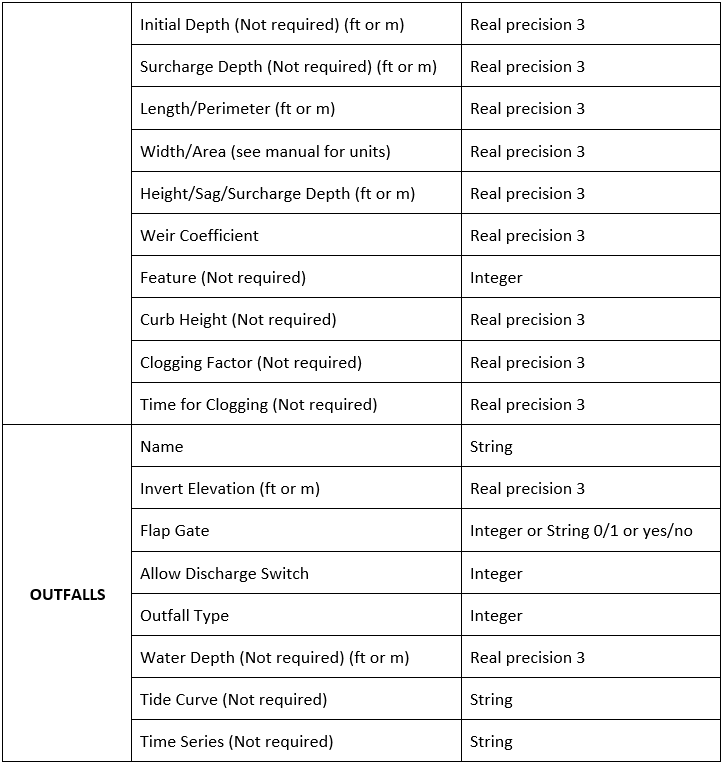 Initial Depth (Not required) (ft or m) Real precision 3
Surcharge Depth (Not required) (ft or m) Real precision 3
Length/Perimeter (ft or m) Real precision 3
Width/Area (see manual for units) Real precision 3
Height/Sag/Surcharge Depth (ft or m) Real precision 3
Weir Coefficient Real precision 3
Feature (Not required) Integer
Curb Height (Not required) Real precision 3
Clogging Factor (Not required) Real precision 3
Time for Clogging (Not required) Real precision 3
OUTFALLS
Name String
Invert Elevation (ft or m) Real precision 3
Flap Gate Integer or String 0/1 or yes/no
Allow Discharge Switch Integer
Outfall Type Integer
Water Depth (Not required) (ft or m) Real precision 3
Tide Curve (Not required) String
Time Series (Not required) String